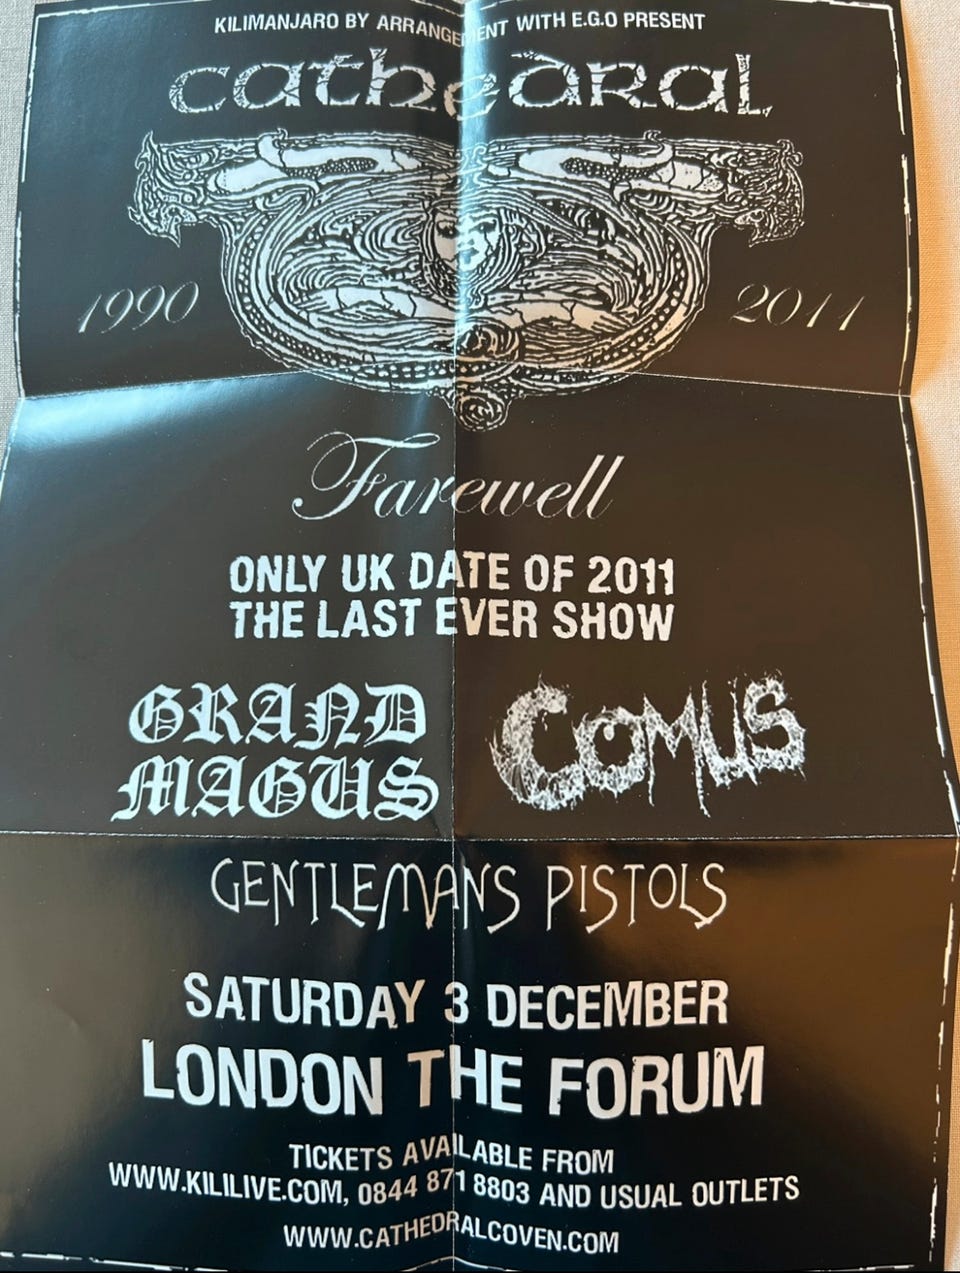 KILIMANJARO BY ARRANGEMENT WITH E.G.O PRESENT
cathedral
1990 2011
Farewell
ONLY UK DATE OF 2011
THE LAST EVER SHOW
GRAND MAGUS
COMUS
GENTLEMANS PISTOLS
SATURDAY 3 DECEMBER
LONDON THE FORUM
TICKETS AVAILABLE FROM
WWW.KILILIVE.COM, 0844 871 8803 AND USUAL OUTLETS
WWW.CATHEDRALCOVEN.COM